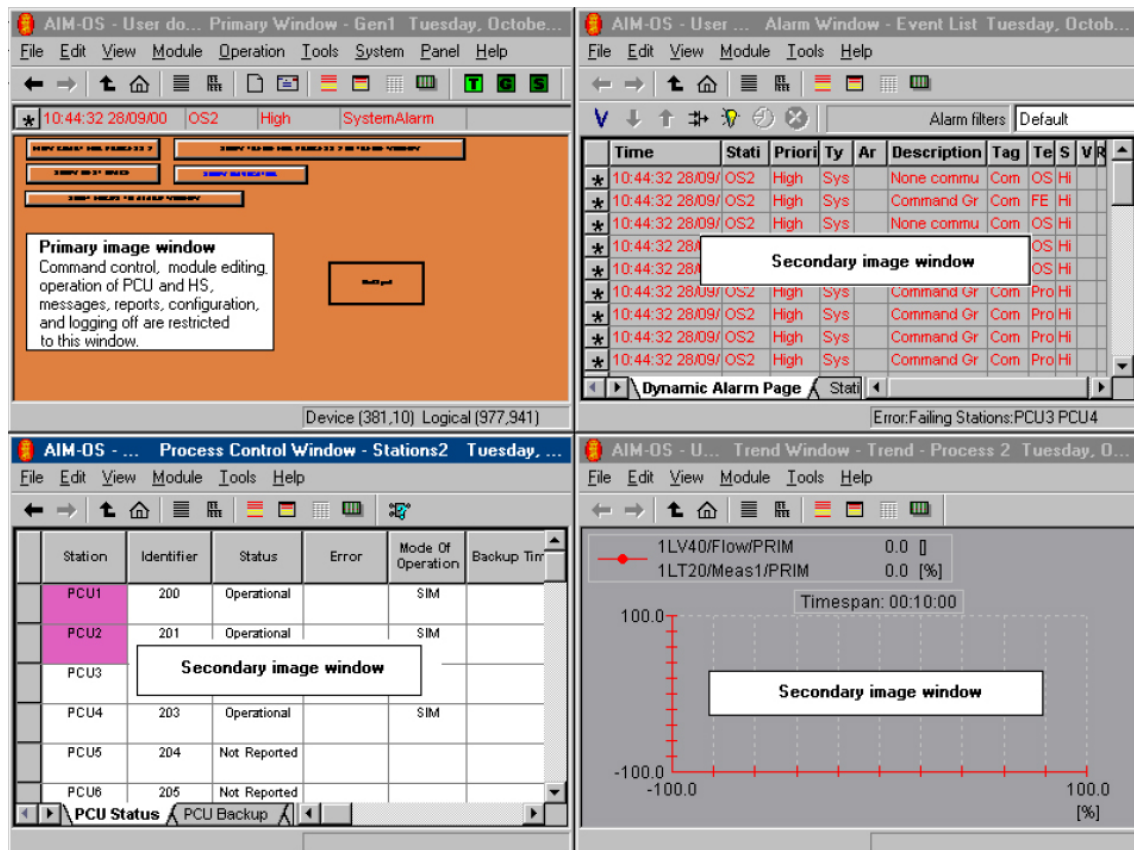 AIM-OS - User do... Primary Window - Gen1 Tuesday, Octobe...
File Edit View Module Operation Tools System Panel Help
T G S
* 10:44:32 28/09/00 OS2 High SystemAlarm
Primary image window
Command control, module editing,
operation of PCU and HS,
messages, reports, configuration,
and logging off are restricted
to this window.
Device (381,10) Logical (977,941)
AIM-OS - User ... Alarm Window - Event List Tuesday, Octob...
File Edit View Module Tools Help
Alarm filters Default
Time Stati Priori Ty Ar Description Tag Te S V R
* 10:44:32 28/09/ OS2 High Sys None commu Com OS Hi
* 10:44:32 28/09/ OS2 High Sys Command Gr Com FE Hi
* 10:44:32 28/09/ OS2 High Sys None commu Com OS Hi
* 10:44:32 28/ OS Hi
Secondary image window
* 10:44:32 28/ OS Hi
* 10:44:32 28/09/ OS2 High Sys Command Gr Com Pro Hi
* 10:44:32 28/09/ OS2 High Sys Command Gr Com Pro Hi
* 10:44:32 28/09/ OS2 High Sys Command Gr Com Pro Hi
* 10:44:32 28/09/ OS2 High Sys Command Gr Com Pro Hi
Dynamic Alarm Page Stati
Error:Failing Stations:PCU3 PCU4
AIM-OS - ... Process Control Window - Stations2 Tuesday, ...
File Edit View Module Tools Help
Station Identifier Status Error Mode Of Operation Backup Tim
PCU1 200 Operational SIM
PCU2 201 Operational SIM
Secondary image window
PCU3
PCU4 203 Operational SIM
PCU5 204 Not Reported
PCU6 205 Not Reported
PCU Status PCU Backup
AIM-OS - U... Trend Window - Trend - Process 2 Tuesday, O...
File Edit View Module Tools Help
1LV40/Flow/PRIM 0.0 []
1LT20/Meas1/PRIM 0.0 [%]
Timespan: 00:10:00
100.0
Secondary image window
-100.0
-100.0 100.0
[%]